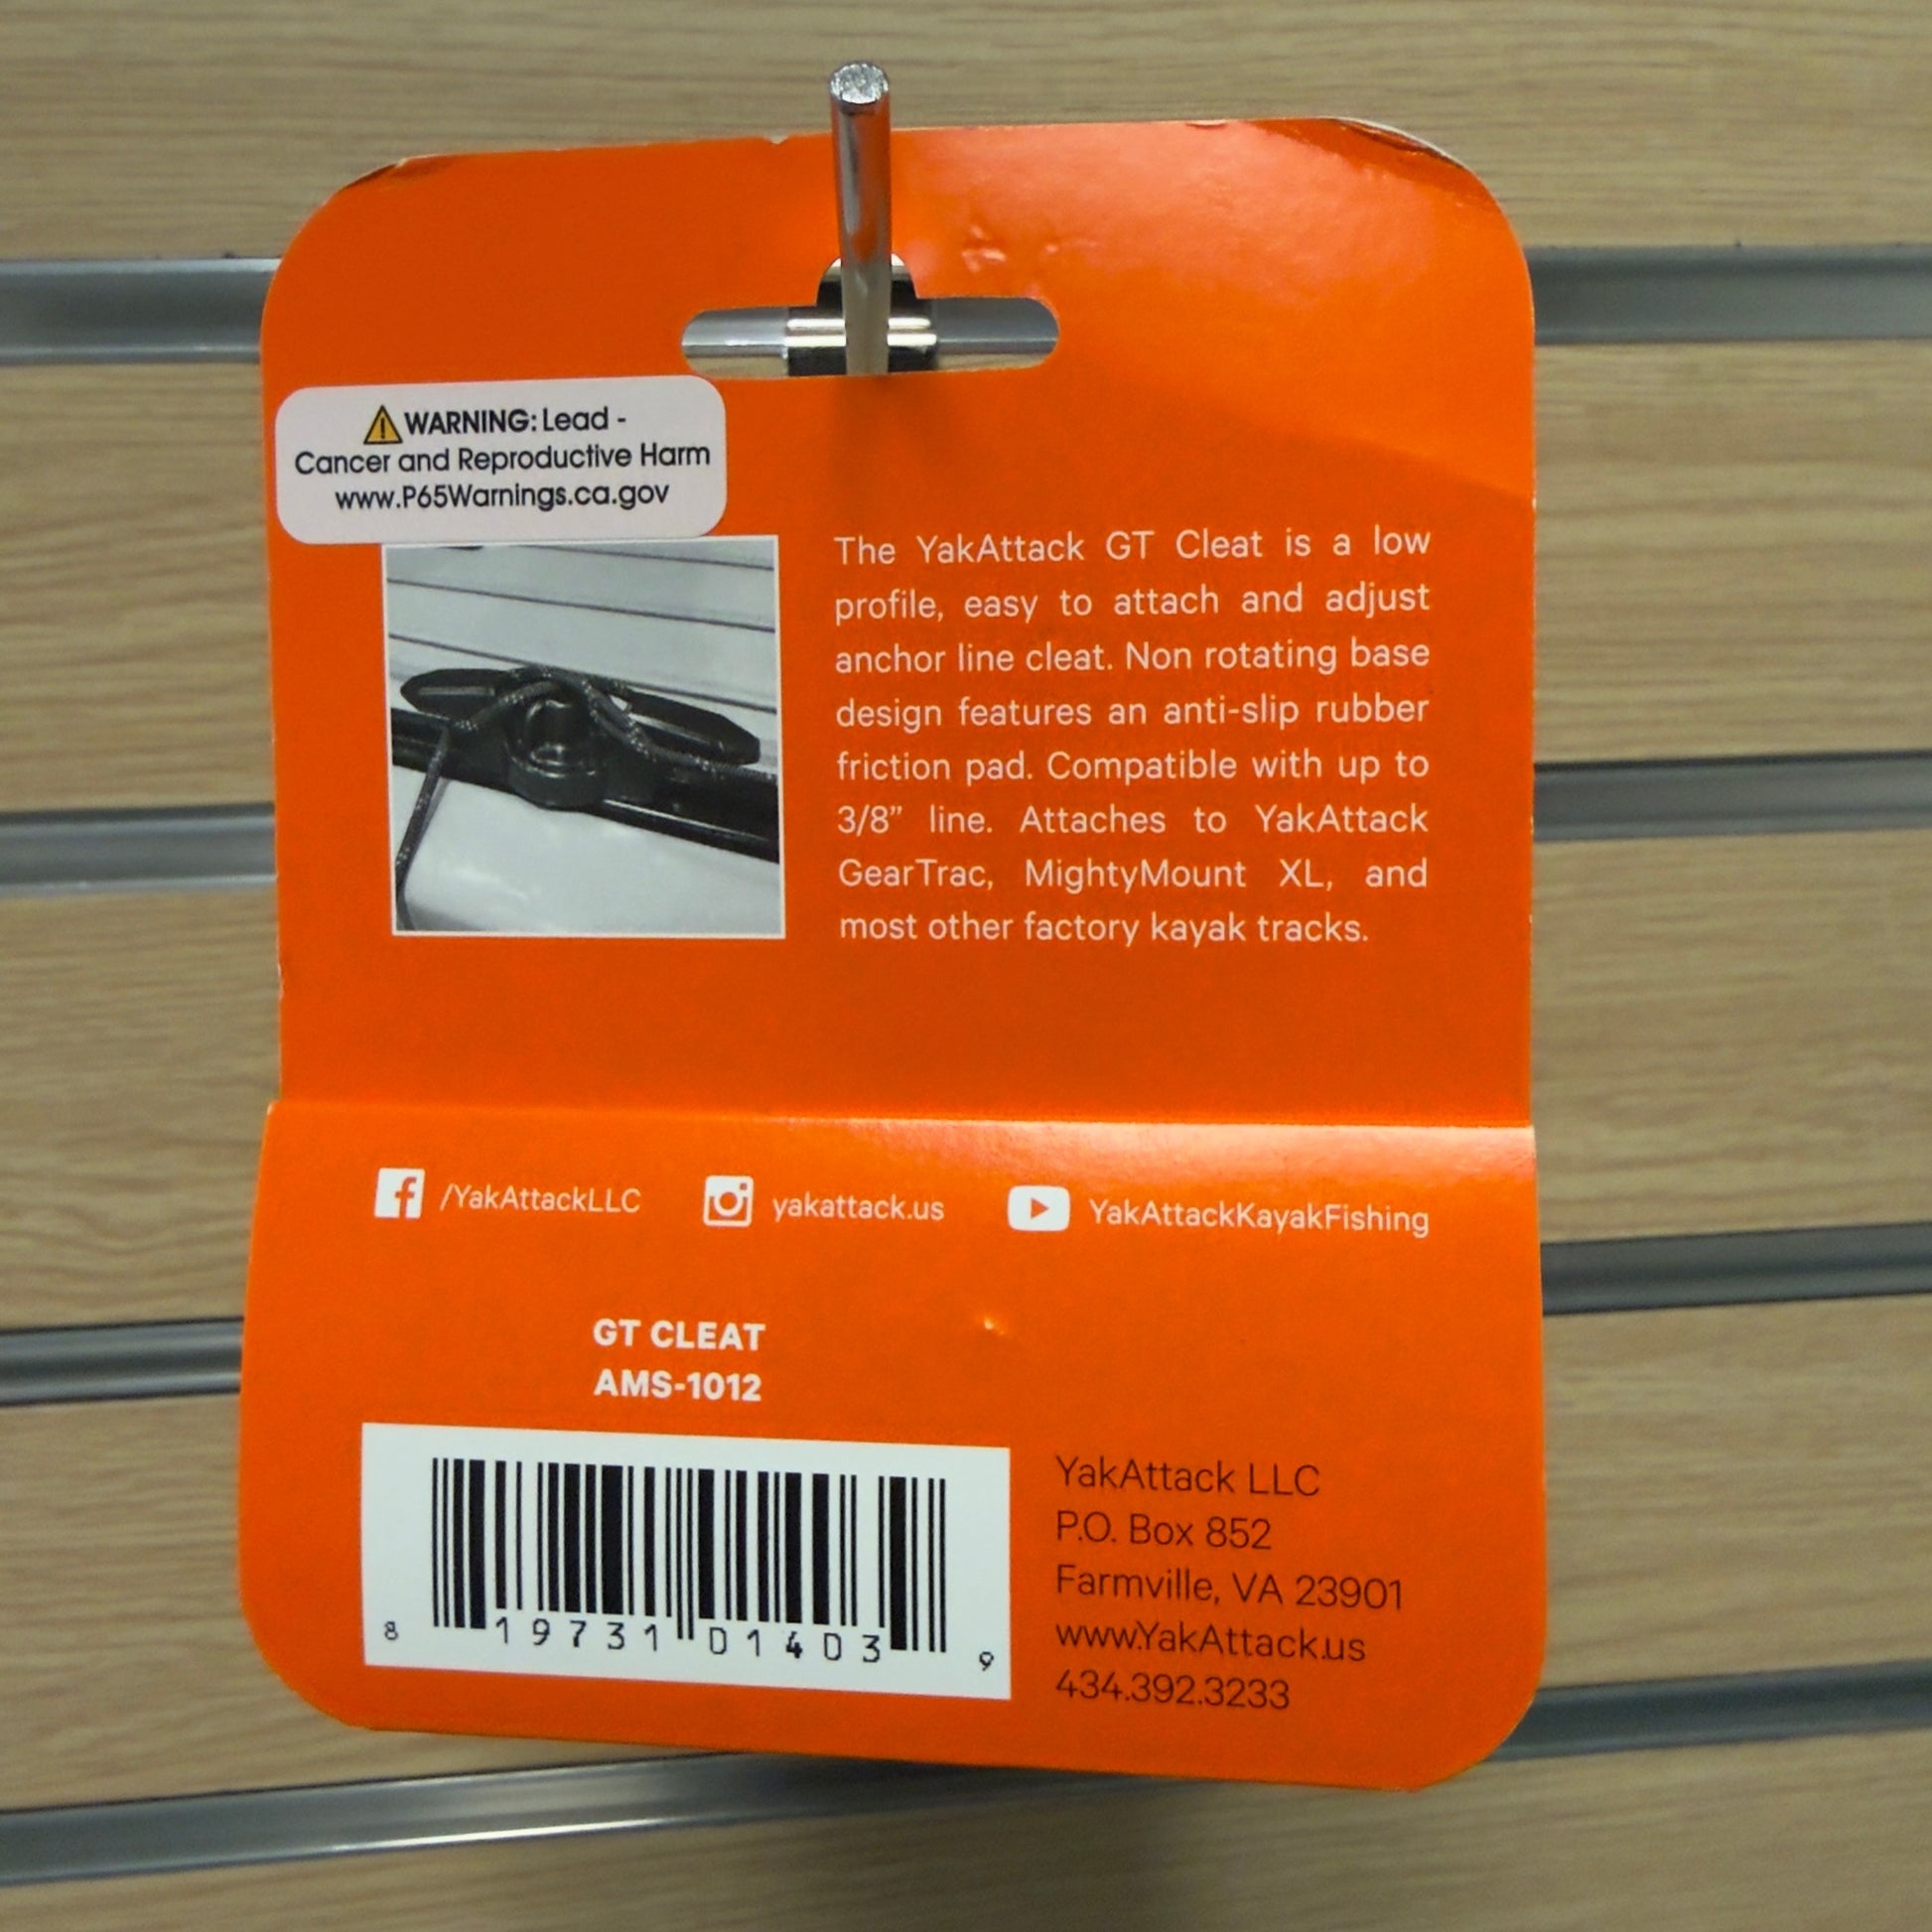 WARNING: Lead -
Cancer and Reproductive Harm
www.P65Warnings.ca.gov
The YakAttack GT Cleat is a low
profile, easy to attach and adjust
anchor line cleat. Non rotating base
design features an anti-slip rubber
friction pad. Compatible with up to
3/8” line. Attaches to YakAttack
GearTrac, MightyMount XL, and
most other factory kayak tracks.
/YakAttackLLC yakattack.us YakAttackKayakFishing
GT CLEAT
AMS-1012
8 19731 01403 9
YakAttack LLC
P.O. Box 852
Farmville, VA 23901
www.YakAttack.us
434.392.3233